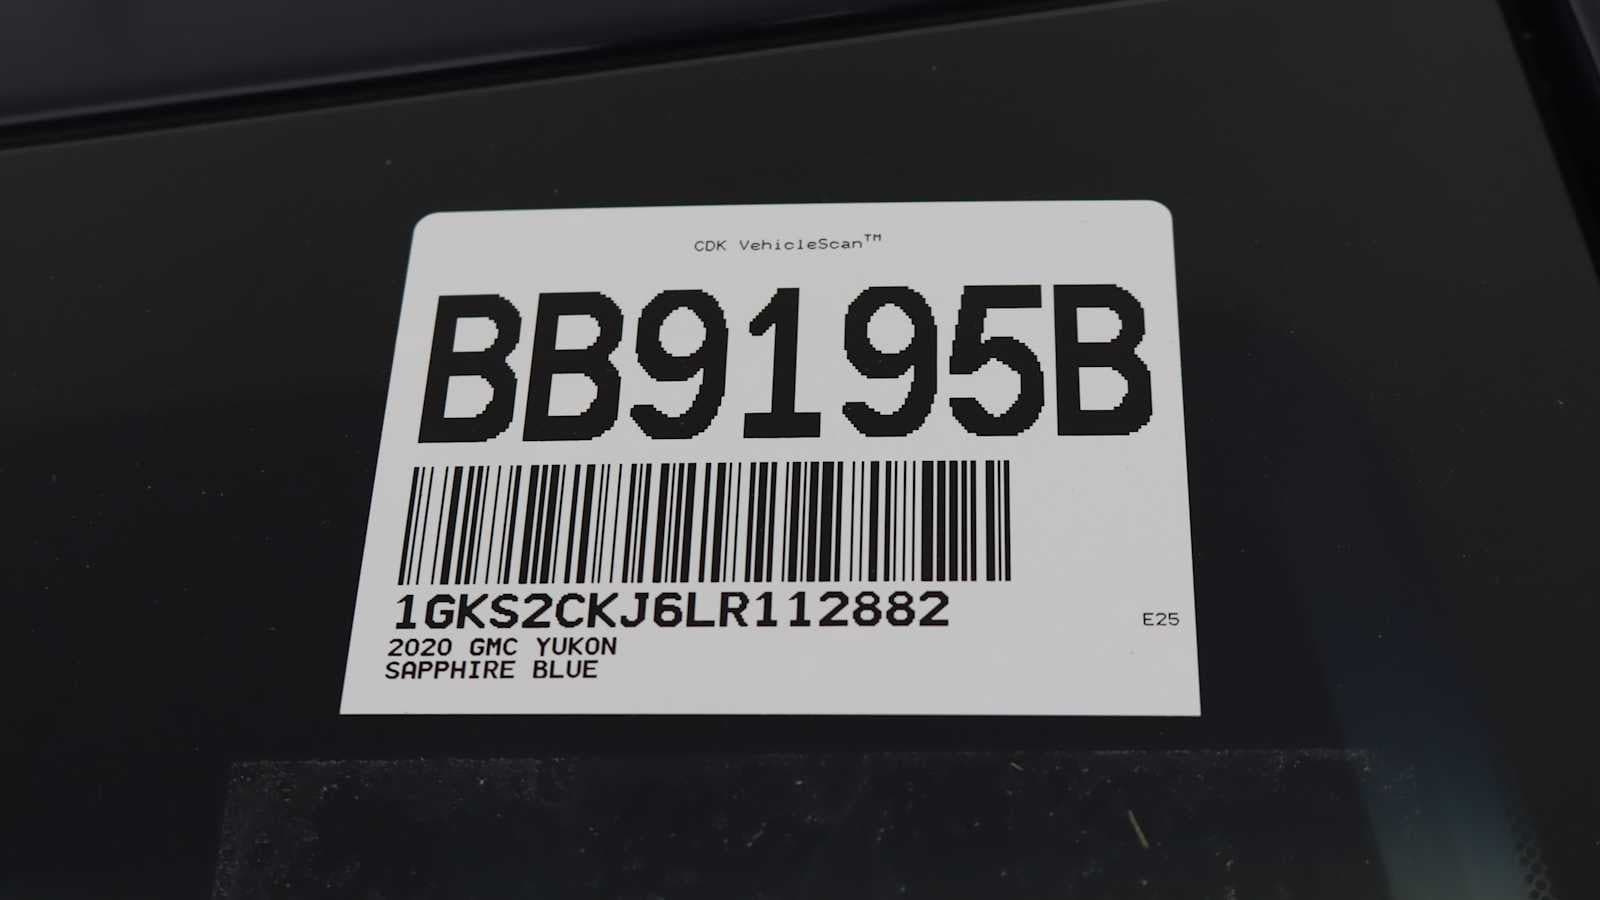 CDK VehicleScan™
BB9195B
1GKS2CKJ6LR112882
E25
2020 GMC YUKON
SAPPHIRE BLUE